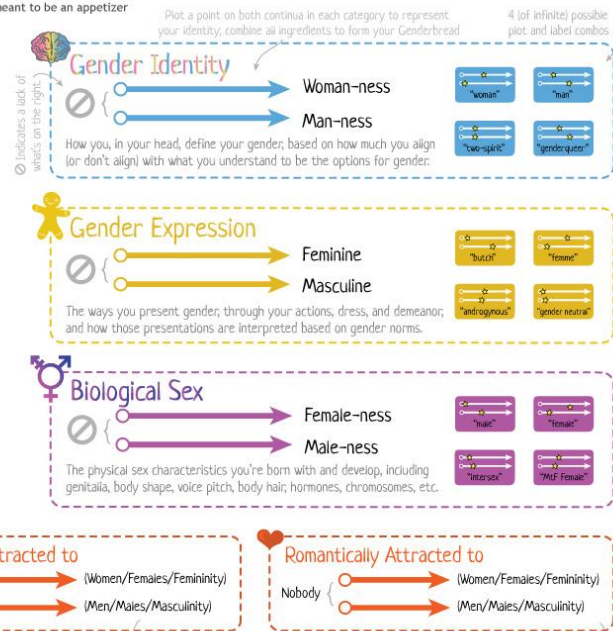 meant to be an appetizer
Plot a point on both continua in each category to represent
your identity; combine all ingredients to form your Genderbread
4 (of infinite) possible
plot and label combos
Gender Identity
⃠ Indicates a lack of
what's on the right.
Woman-ness
Man-ness
How you, in your head, define your gender, based on how much you align
(or don't align) with what you understand to be the options for gender.
"woman"
"man"
"two-spirit"
"genderqueer"
Gender Expression
Feminine
Masculine
The ways you present gender, through your actions, dress, and demeanor,
and how those presentations are interpreted based on gender norms.
"butch"
"femme"
"androgynous"
"gender neutral"
Biological Sex
Female-ness
Male-ness
The physical sex characteristics you're born with and develop, including
genitalia, body shape, voice pitch, body hair, hormones, chromosomes, etc.
"male"
"female"
"intersex"
"MtF Female"
tracted to
(Women/Females/Femininity)
(Men/Males/Masculinity)
Romantically Attracted to
Nobody
(Women/Females/Femininity)
(Men/Males/Masculinity)